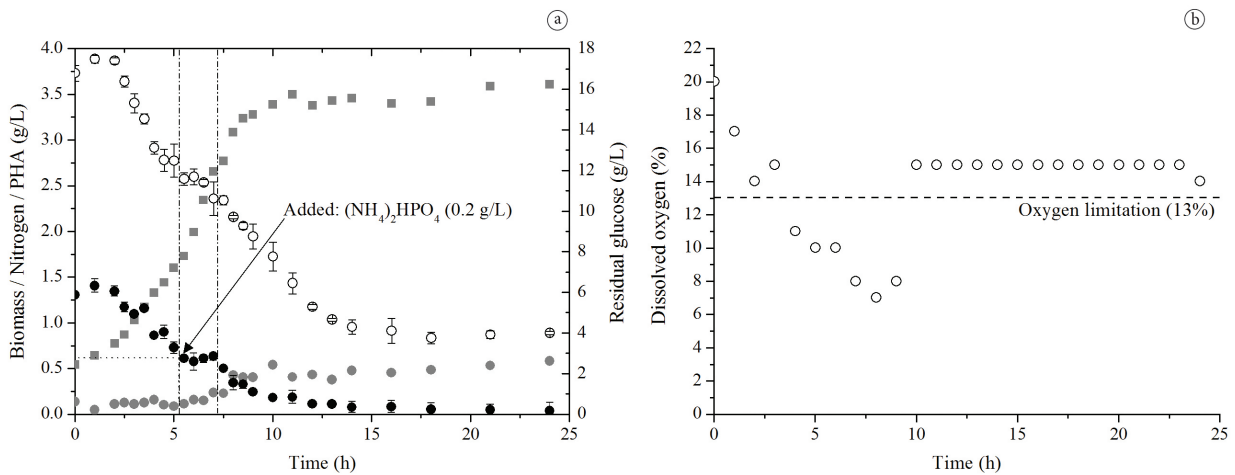 a
4.0
3.5
3.0
2.5
2.0
1.5
1.0
0.5
0.0
Biomass / Nitrogen / PHA (g/L)
Added: (NH4)2HPO4 (0.2 g/L)
18
16
14
12
10
8
6
4
2
0
Residual glucose (g/L)
0 5 10 15 20 25
Time (h)
b
22
20
18
16
14
12
10
8
6
4
2
0
Dissolved oxygen (%)
Oxygen limitation (13%)
0 5 10 15 20 25
Time (h)